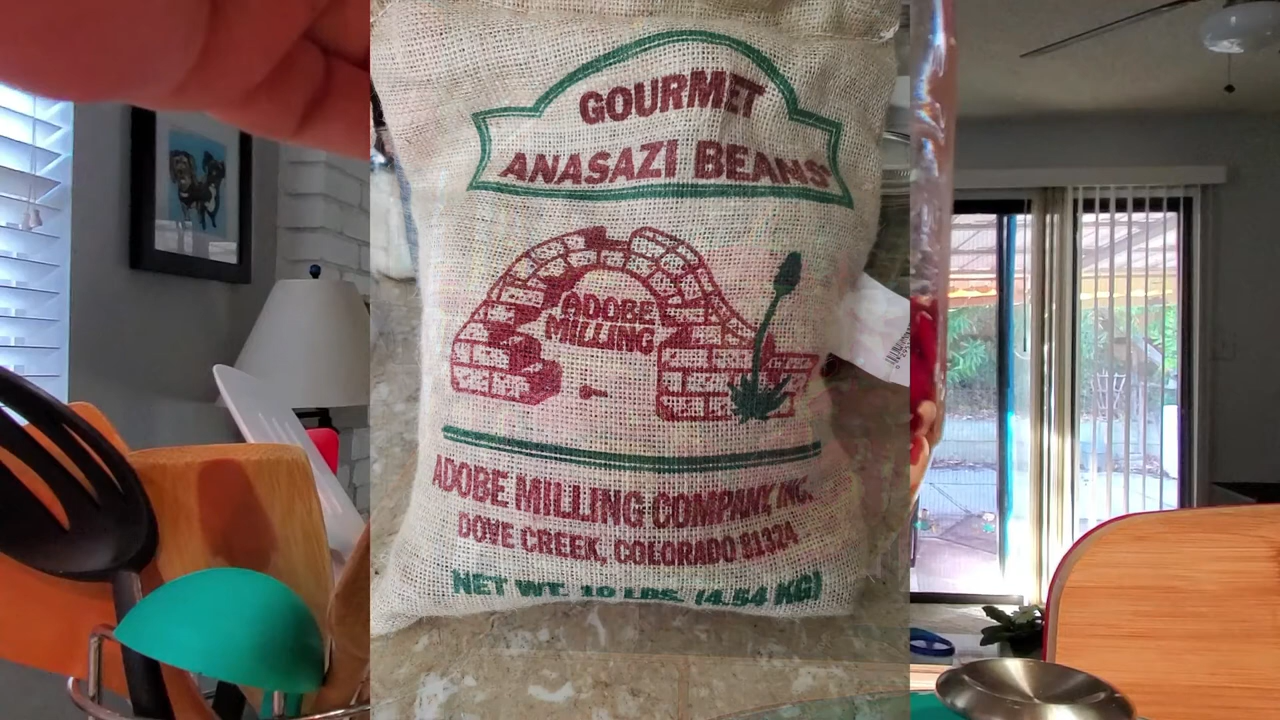 GOURMET
ANASAZI BEANS®
ADOBE
MILLING
ADOBE MILLING COMPANY, INC.
DOVE CREEK, COLORADO 81324
NET WT. 10 LBS. (4.54 KG)